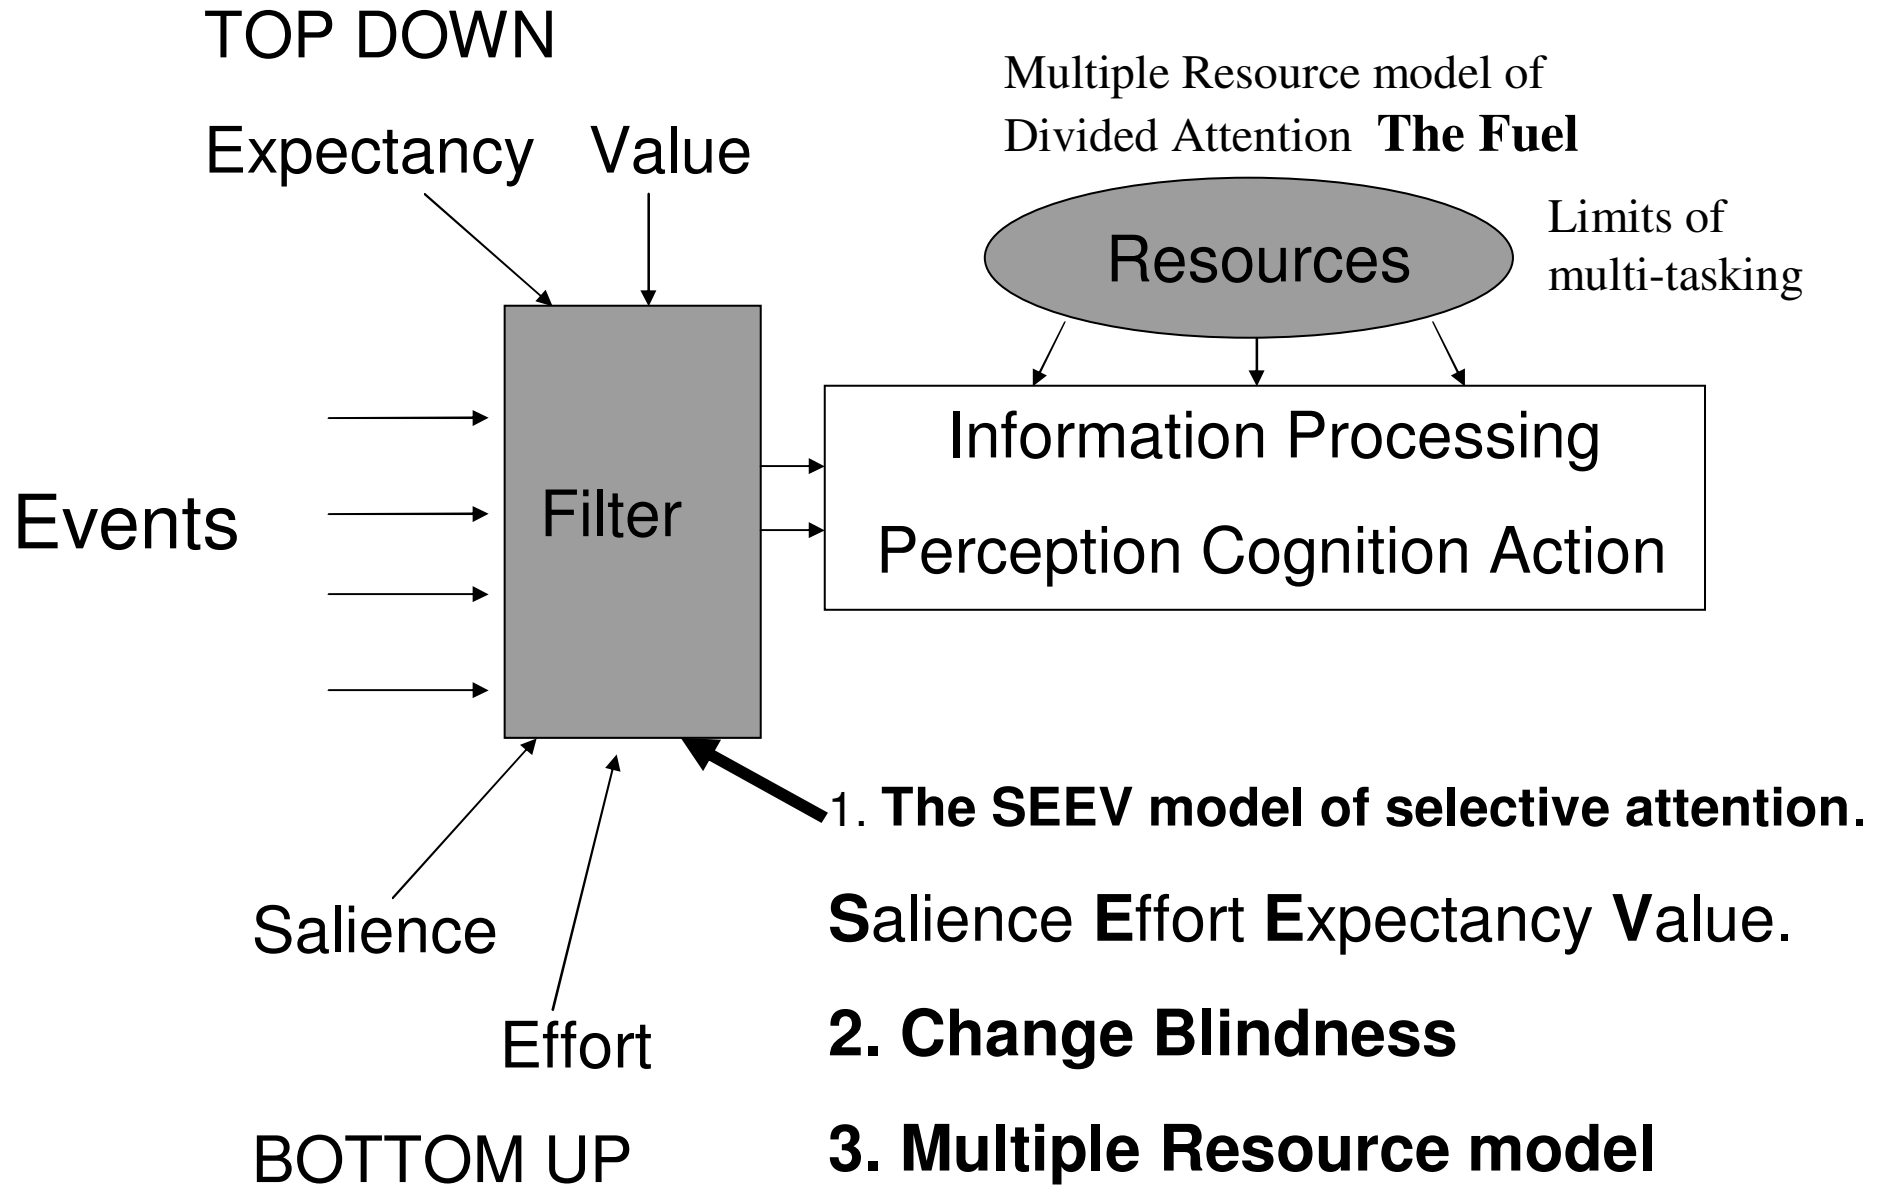 TOP DOWN
Expectancy Value
Multiple Resource model of
Divided Attention The Fuel
Resources
Limits of
multi-tasking
Events
Filter
Information Processing
Perception Cognition Action
Salience
Effort
BOTTOM UP
1. The SEEV model of selective attention.
Salience Effort Expectancy Value.
2. Change Blindness
3. Multiple Resource model